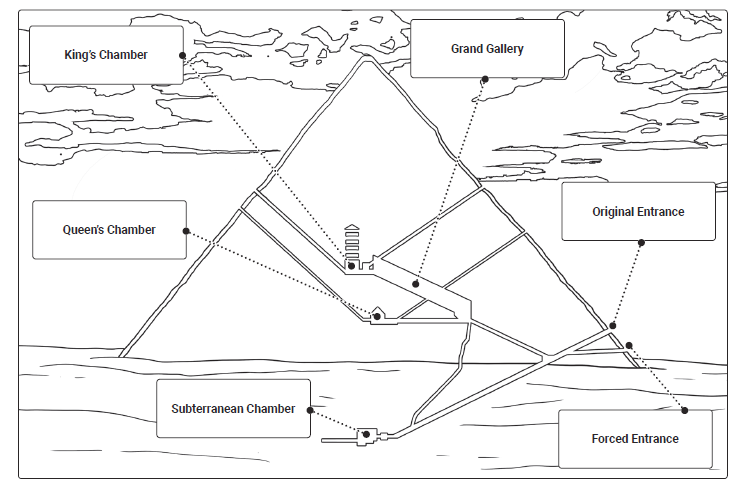 King's Chamber
Grand Gallery
Queen's Chamber
Original Entrance
Subterranean Chamber
Forced Entrance